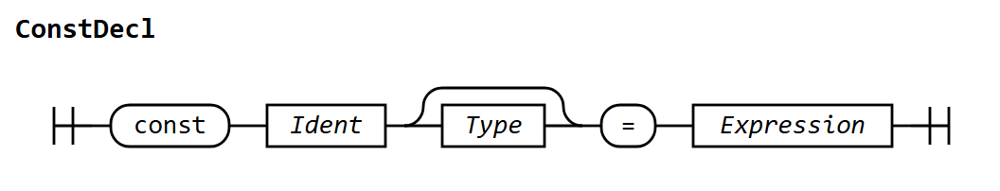 ConstDecl
const Ident Type = Expression